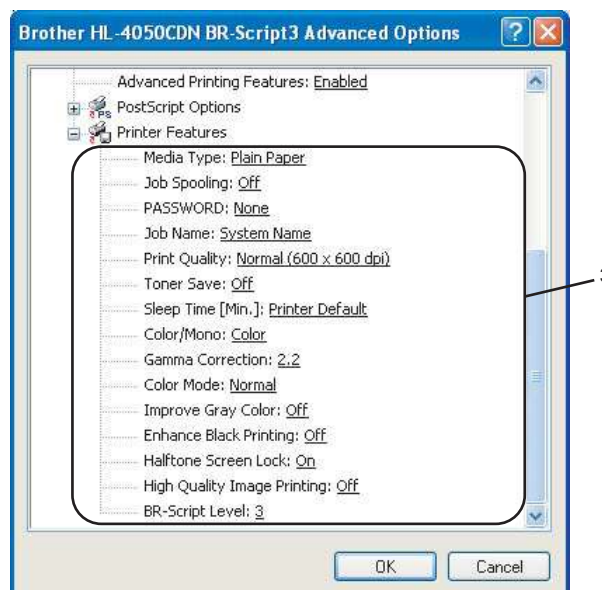 Brother HL-4050CDN BR-Script3 Advanced Options
Advanced Printing Features: Enabled
PostScript Options
Printer Features
Media Type: Plain Paper
Job Spooling: Off
PASSWORD: None
Job Name: System Name
Print Quality: Normal (600 x 600 dpi)
Toner Save: Off
Sleep Time [Min.]: Printer Default
Color/Mono: Color
Gamma Correction: 2.2
Color Mode: Normal
Improve Gray Color: Off
Enhance Black Printing: Off
Halftone Screen Lock: On
High Quality Image Printing: Off
BR-Script Level: 3
OK Cancel